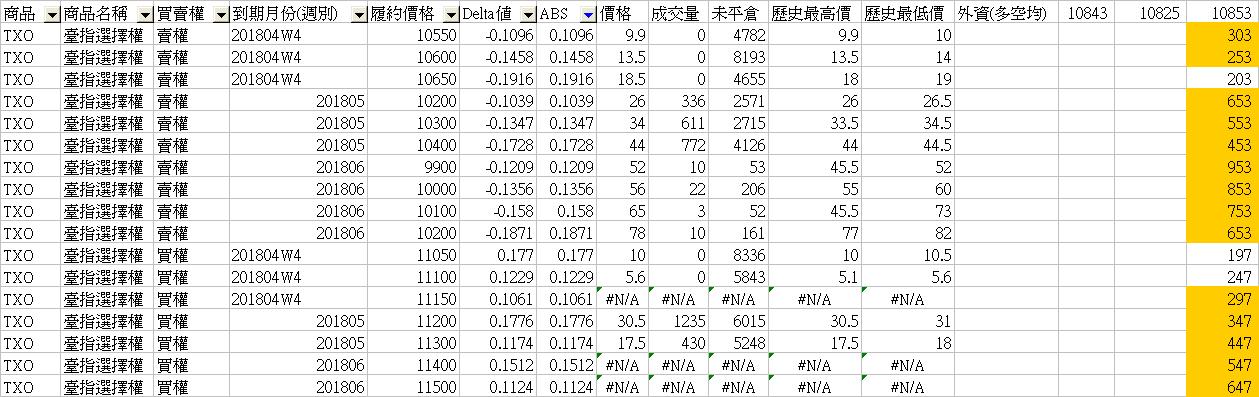 商品 商品名稱 買賣權 到期月份(週別) 履約價格 Delta值 ABS 價格 成交量 未平倉 歷史最高價 歷史最低價 外資(多空均) 10843 10825 10853
TXO 臺指選擇權 賣權 201804W4 10550 -0.1096 0.1096 9.9 0 4782 9.9 10 303
TXO 臺指選擇權 賣權 201804W4 10600 -0.1458 0.1458 13.5 0 8193 13.5 14 253
TXO 臺指選擇權 賣權 201804W4 10650 -0.1916 0.1916 18.5 0 4655 18 19 203
TXO 臺指選擇權 賣權 201805 10200 -0.1039 0.1039 26 336 2571 26 26.5 653
TXO 臺指選擇權 賣權 201805 10300 -0.1347 0.1347 34 611 2715 33.5 34.5 553
TXO 臺指選擇權 賣權 201805 10400 -0.1728 0.1728 44 772 4126 44 44.5 453
TXO 臺指選擇權 賣權 201806 9900 -0.1209 0.1209 52 10 53 45.5 52 953
TXO 臺指選擇權 賣權 201806 10000 -0.1356 0.1356 56 22 206 55 60 853
TXO 臺指選擇權 賣權 201806 10100 -0.158 0.158 65 3 52 45.5 73 753
TXO 臺指選擇權 賣權 201806 10200 -0.1871 0.1871 78 10 161 77 82 653
TXO 臺指選擇權 買權 201804W4 11050 0.177 0.177 10 0 8336 10 10.5 197
TXO 臺指選擇權 買權 201804W4 11100 0.1229 0.1229 5.6 0 5843 5.1 5.6 247
TXO 臺指選擇權 買權 201804W4 11150 0.1061 0.1061 #N/A #N/A #N/A #N/A #N/A 297
TXO 臺指選擇權 買權 201805 11200 0.1776 0.1776 30.5 1235 6015 30.5 31 347
TXO 臺指選擇權 買權 201805 11300 0.1174 0.1174 17.5 430 5248 17.5 18 447
TXO 臺指選擇權 買權 201806 11400 0.1512 0.1512 #N/A #N/A #N/A #N/A #N/A 547
TXO 臺指選擇權 買權 201806 11500 0.1124 0.1124 #N/A #N/A #N/A #N/A #N/A 647